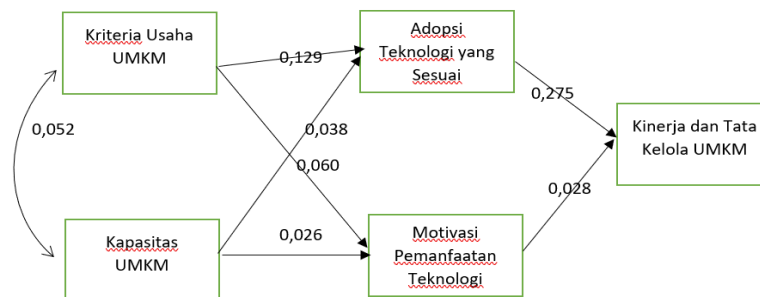 Kriteria Usaha
UMKM
Adopsi
Teknologi yang
Sesuai
0,129
0,275
0,052
0,038
0,060
Kinerja dan Tata
Kelola UMKM
0,028
Kapasitas
UMKM
0,026
Motivasi
Pemanfaatan
Teknologi